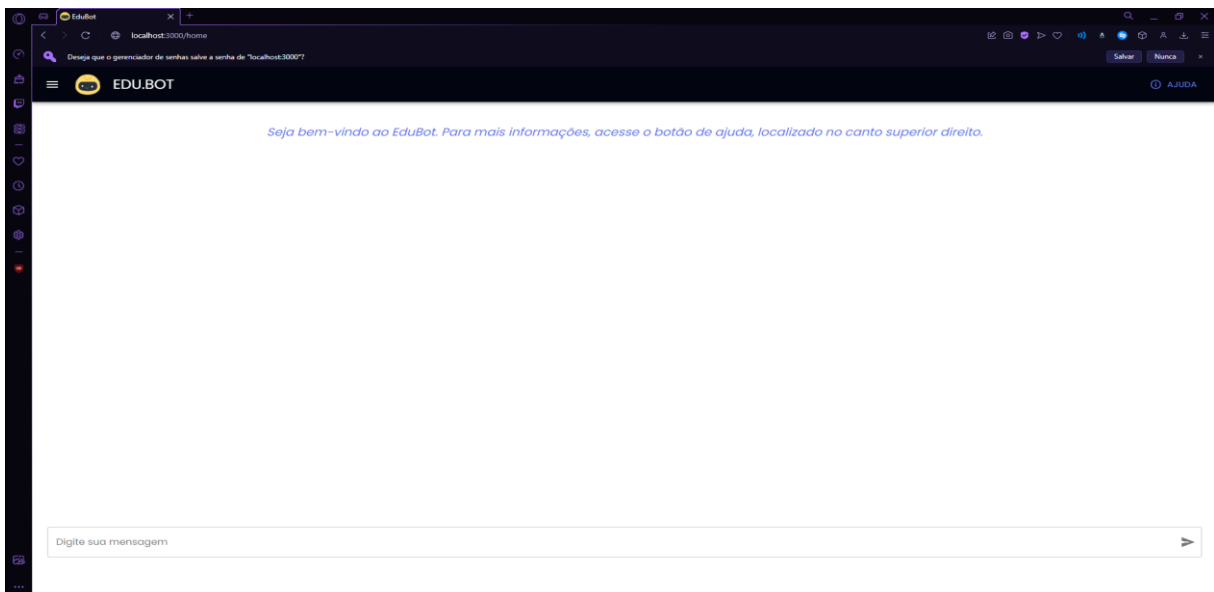 EduBot
localhost:3000/home
Deseja que o gerenciador de senhas salve a senha de "localhost:3000"?
Salvar
Nunca
EDU.BOT
AJUDA
Seja bem-vindo ao EduBot. Para mais informações, acesse o botão de ajuda, localizado no canto superior direito.
Digite sua mensagem